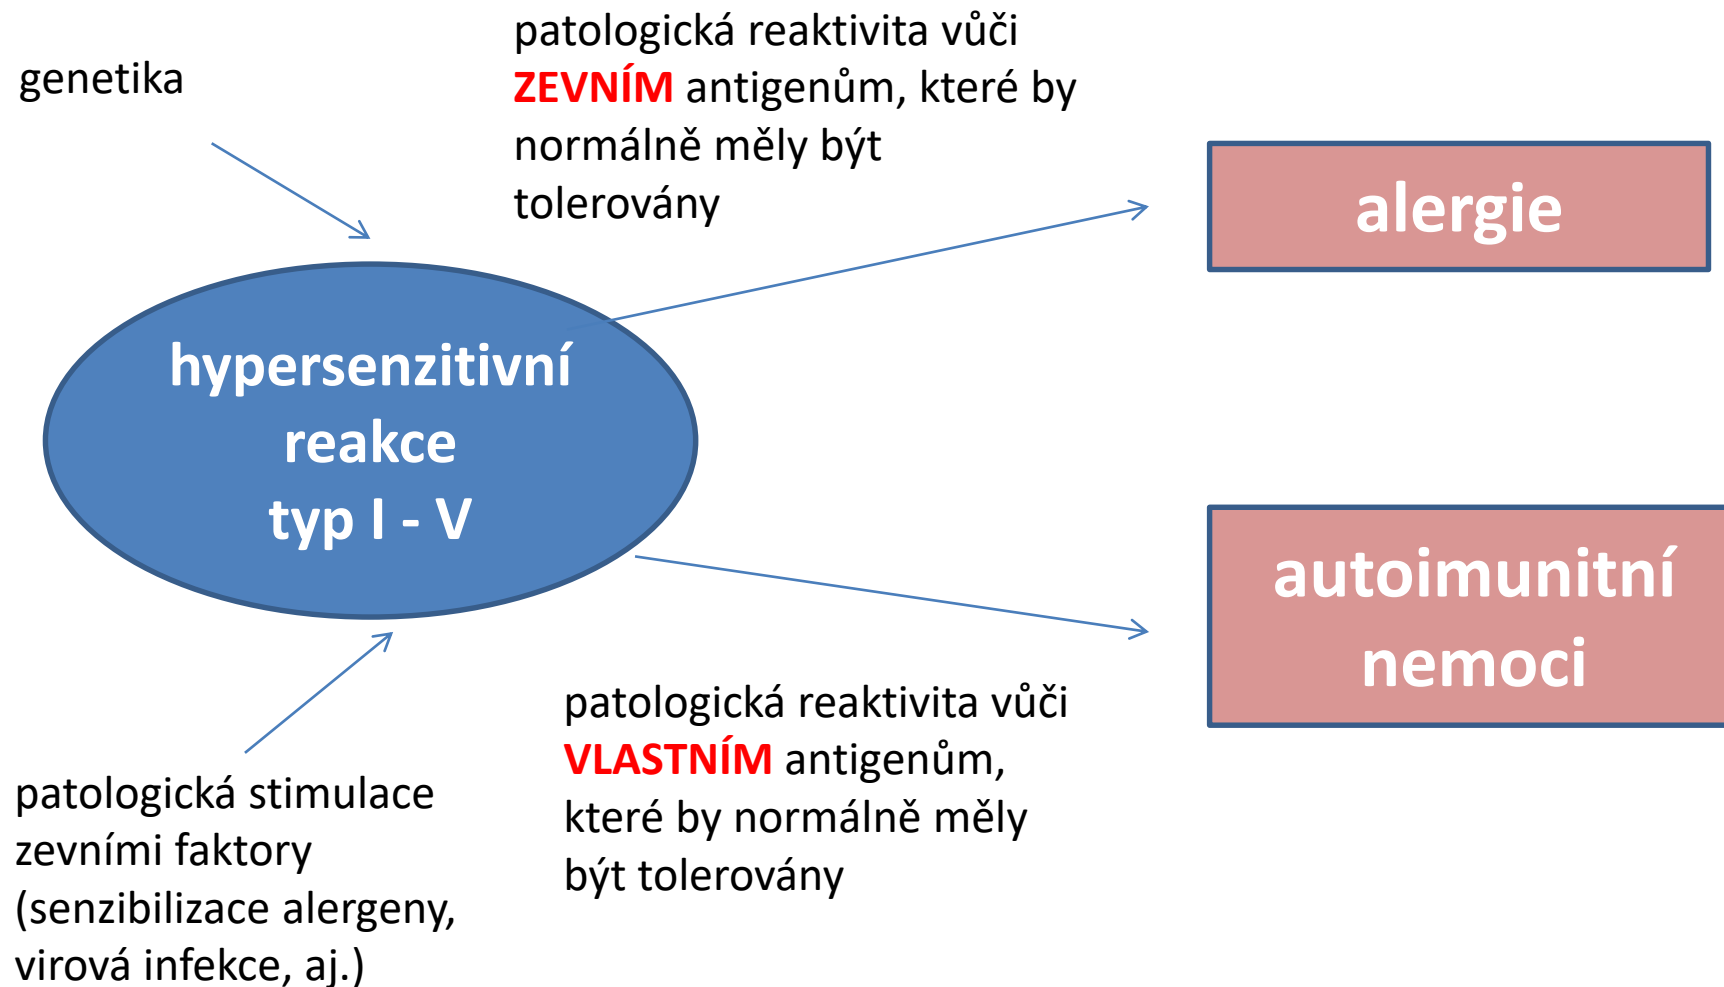 genetika
patologická reaktivita vůči
ZEVNÍM antigenům, které by
normálně měly být
tolerovány
alergie
hypersenzitivní
reakce
typ I - V
autoimunitní
nemoci
patologická stimulace
zevními faktory
(senzibilizace alergeny,
virová infekce, aj.)
patologická reaktivita vůči
VLASTNÍM antigenům,
které by normálně měly
být tolerovány